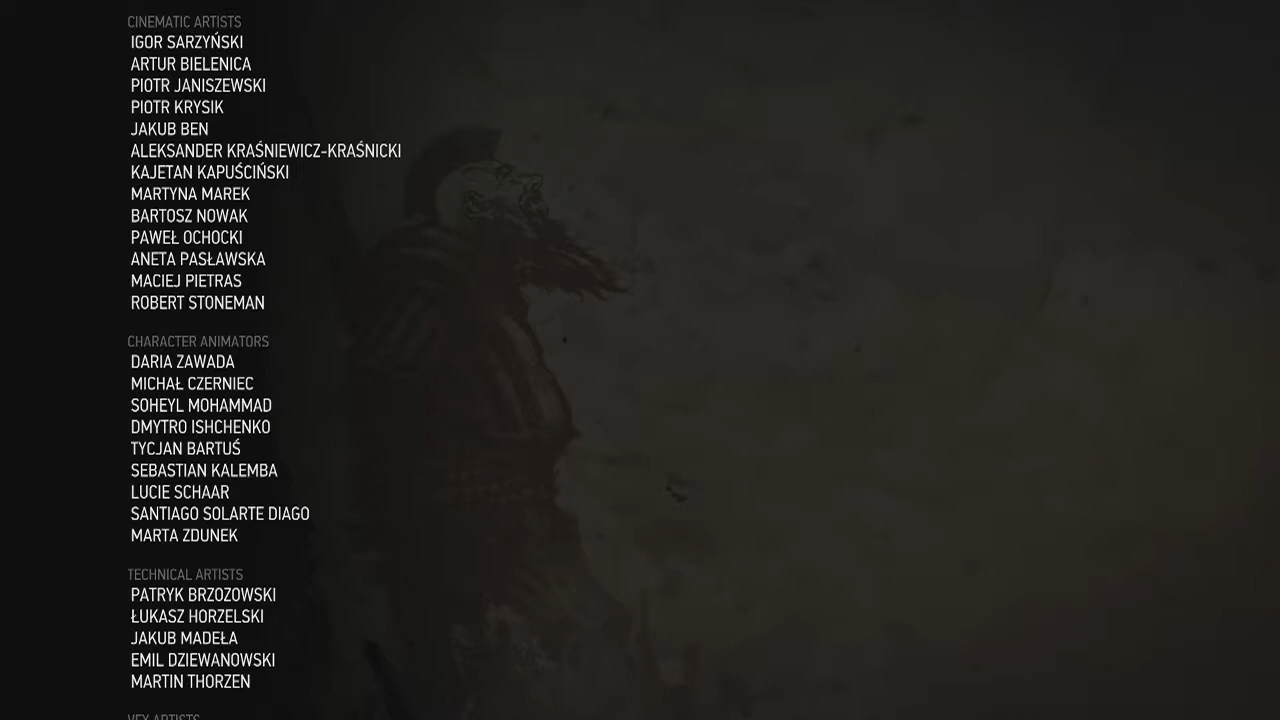 CINEMATIC ARTISTS
IGOR SARZYŃSKI
ARTUR BIELENICA
PIOTR JANISZEWSKI
PIOTR KRYSIK
JAKUB BEN
ALEKSANDER KRAŚNIEWICZ-KRAŚNICKI
KAJETAN KAPUŚCIŃSKI
MARTYNA MAREK
BARTOSZ NOWAK
PAWEŁ OCHOCKI
ANETA PASŁAWSKA
MACIEJ PIETRAS
ROBERT STONEMAN
CHARACTER ANIMATORS
DARIA ZAWADA
MICHAŁ CZERNIEC
SOHEYL MOHAMMAD
DMYTRO ISHCHENKO
TYCJAN BARTUŚ
SEBASTIAN KALEMBA
LUCIE SCHAAR
SANTIAGO SOLARTE DIAGO
MARTA ZDUNEK
TECHNICAL ARTISTS
PATRYK BRZOZOWSKI
ŁUKASZ HORZELSKI
JAKUB MADEŁA
EMIL DZIEWANOWSKI
MARTIN THORZEN
VFX ARTISTS